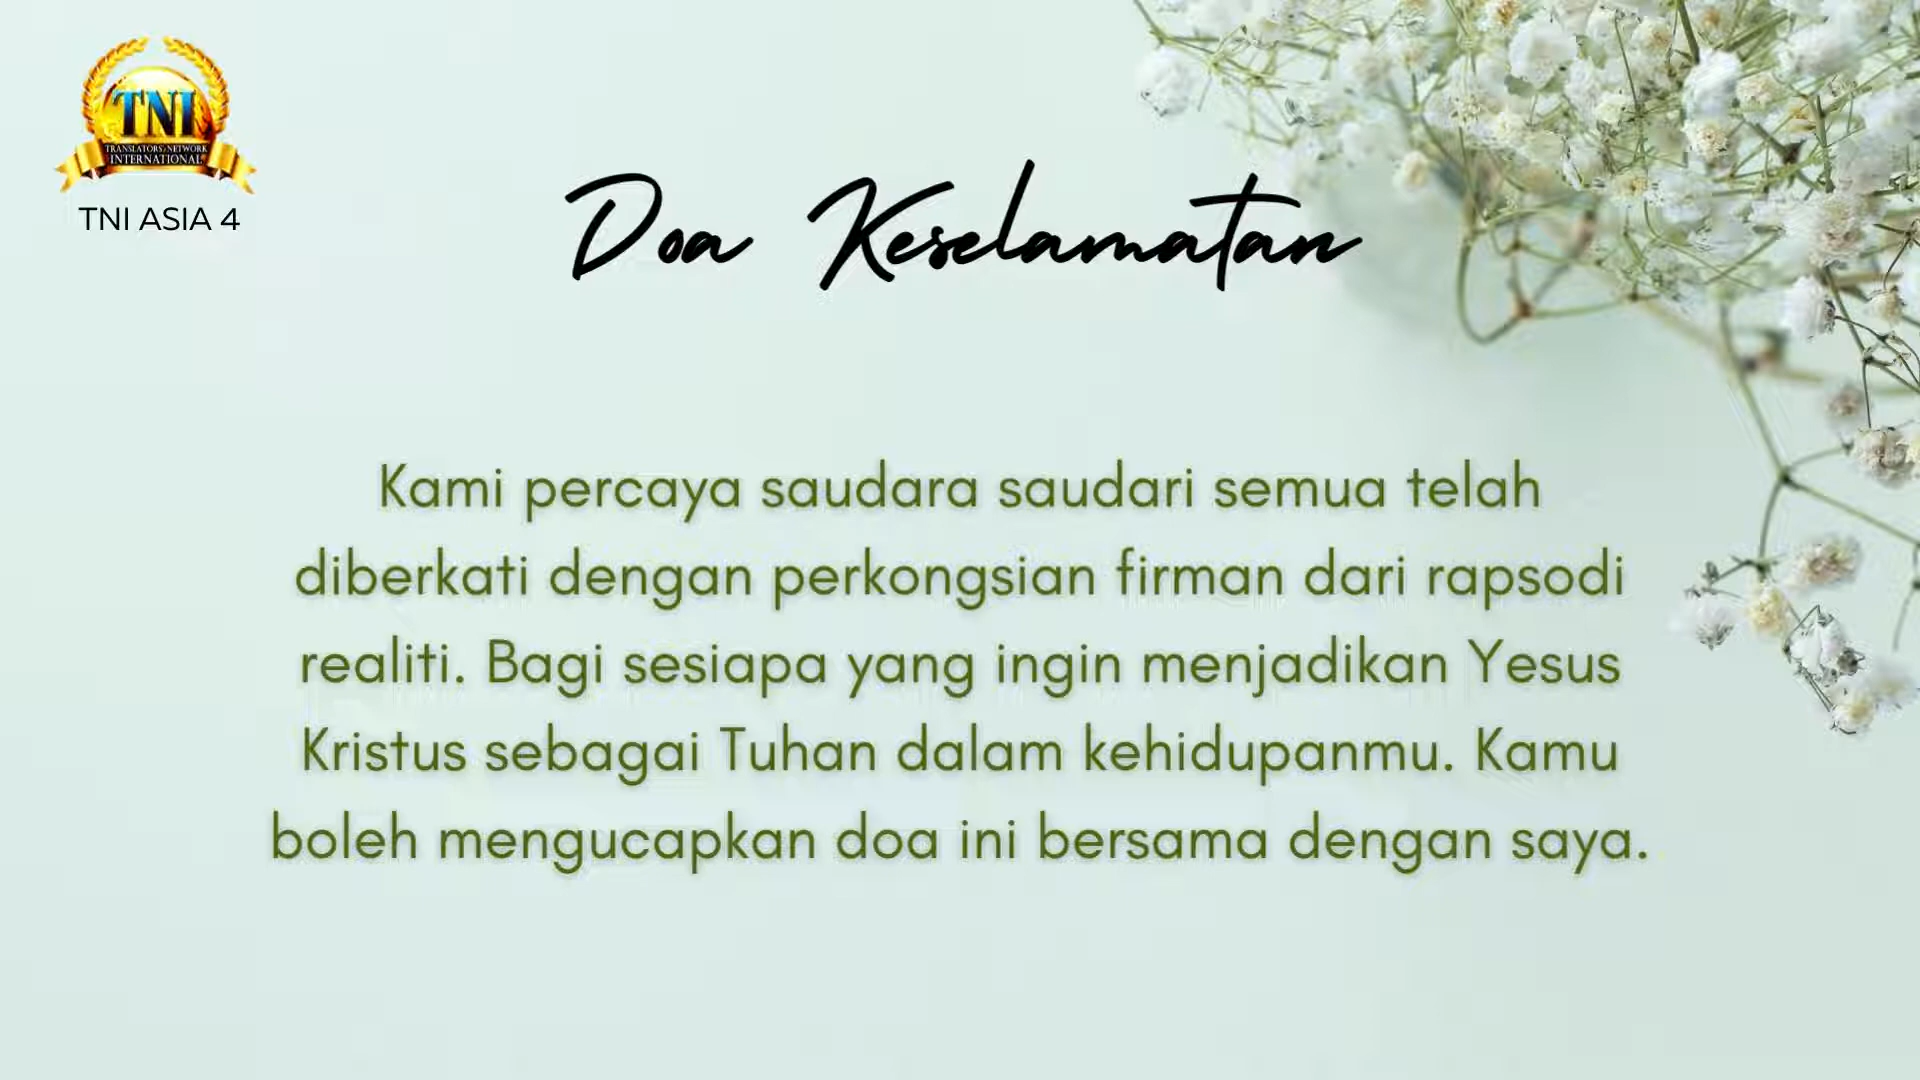 TNI
TRANSLATORS' NETWORK
INTERNATIONAL
TNI ASIA 4
Doa Keselamatan
Kami percaya saudara saudari semua telah
diberkati dengan perkongsian firman dari rapsodi
realiti. Bagi sesiapa yang ingin menjadikan Yesus
Kristus sebagai Tuhan dalam kehidupanmu. Kamu
boleh mengucapkan doa ini bersama dengan saya.